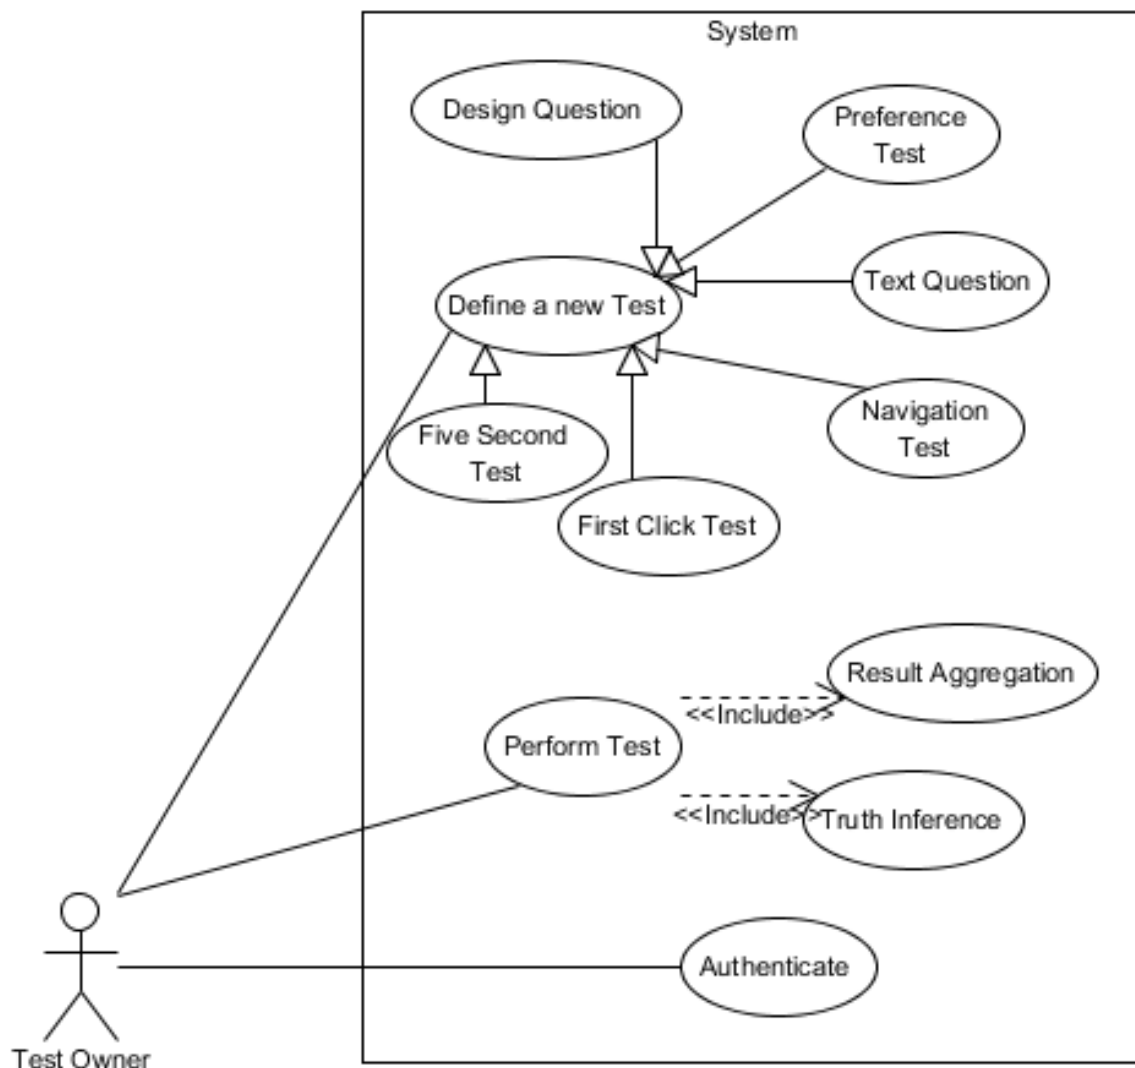 System
Design Question
Preference
Test
Text Question
Define a new Test
Navigation
Test
Five Second
Test
First Click Test
Result Aggregation
<<Include>>
Perform Test
<<Include>>
Truth Inference
Authenticate
Test Owner